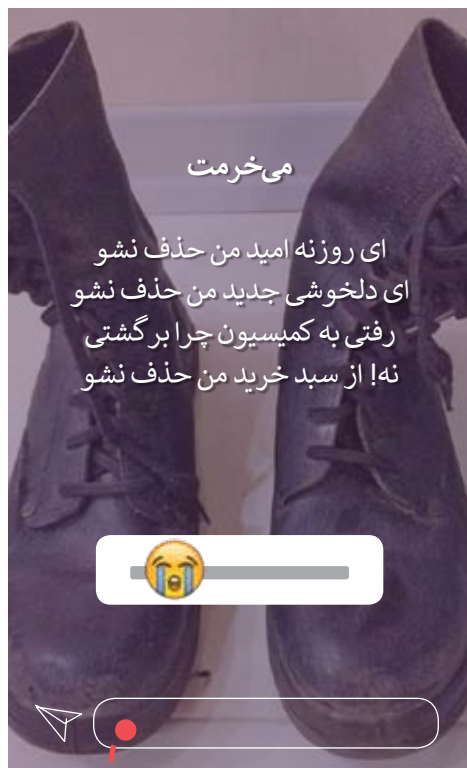 می‌خرمت
ای روزنه امید من حذف نشو
ای دلخوشی جدید من حذف نشو
رفتی به کمیسیون چرا برگشتی
نه! از سبد خرید من حذف نشو